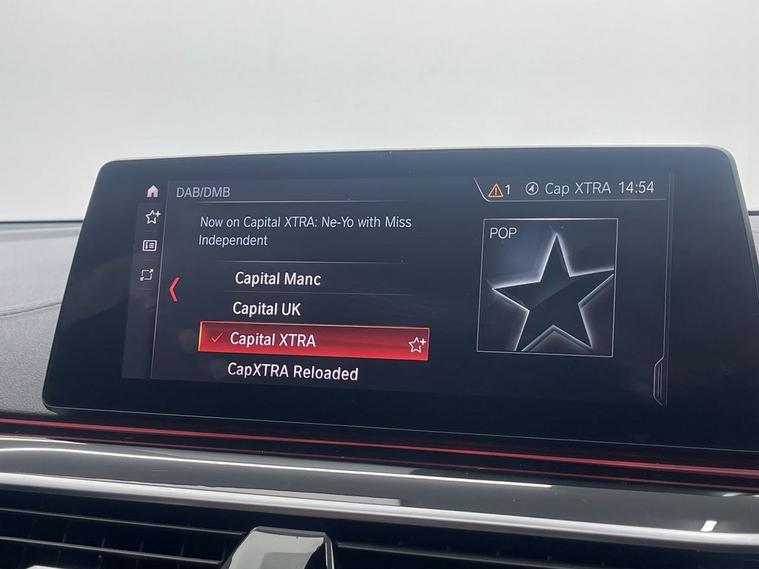 DAB/DMB
1 Cap XTRA 14:54
Now on Capital XTRA: Ne-Yo with Miss
Independent
POP
Capital Manc
Capital UK
Capital XTRA
CapXTRA Reloaded